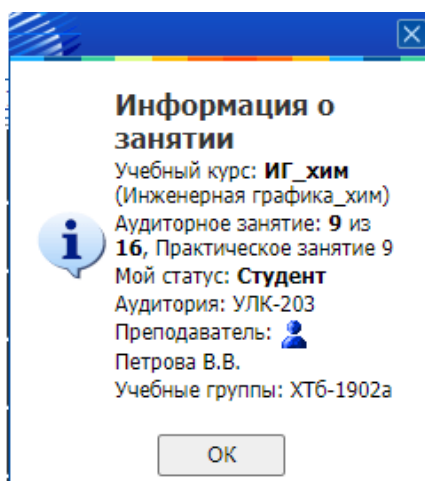 Информация о
занятии
Учебный курс: ИГ_хим
(Инженерная графика_хим)
Аудиторное занятие: 9 из
16, Практическое занятие 9
Мой статус: Студент
Аудитория: УЛК-203
Преподаватель:
Петрова В.В.
Учебные группы: ХТб-1902а
ОК